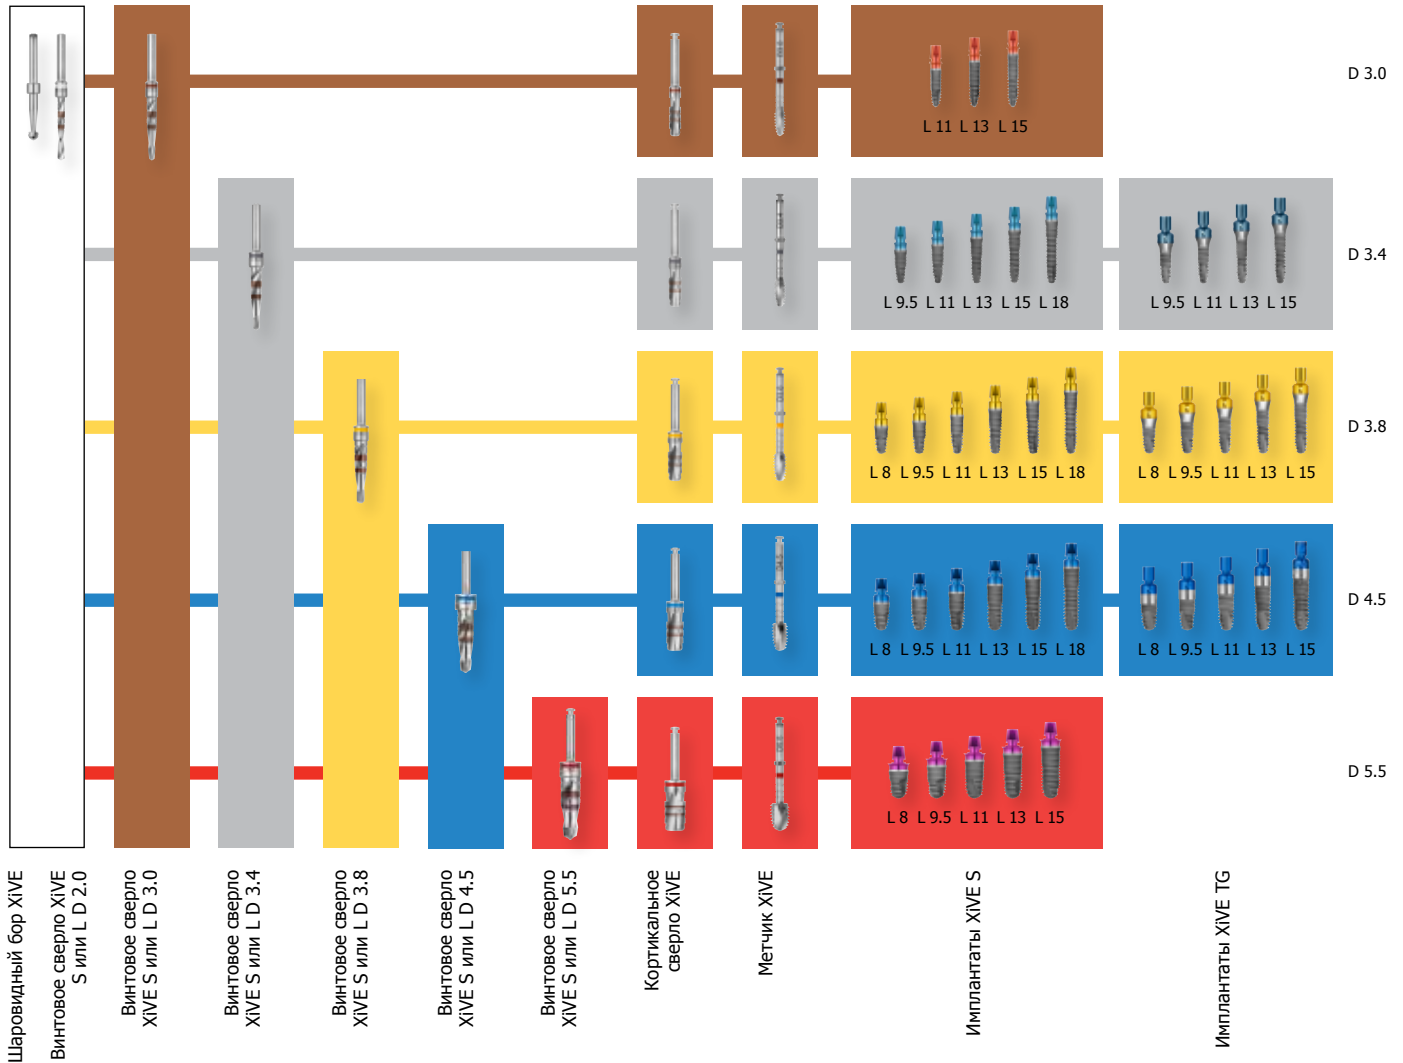 D 3.0
L 11 L 13 L 15
D 3.4
L 9.5 L 11 L 13 L 15 L 18
L 9.5 L 11 L 13 L 15
D 3.8
L 8 L 9.5 L 11 L 13 L 15 L 18
L 8 L 9.5 L 11 L 13 L 15
D 4.5
L 8 L 9.5 L 11 L 13 L 15 L 18
L 8 L 9.5 L 11 L 13 L 15
D 5.5
L 8 L 9.5 L 11 L 13 L 15
Шаровидный бор XiVE
Винтовое сверло XiVE
S или L D 2.0
Винтовое сверло
XiVE S или L D 3.0
Винтовое сверло
XiVE S или L D 3.4
Винтовое сверло
XiVE S или L D 3.8
Винтовое сверло
XiVE S или L D 4.5
Винтовое сверло
XiVE S или L D 5.5
Кортикальное
сверло XiVE
Метчик XiVE
Имплантаты XiVE S
Имплантаты XiVE TG